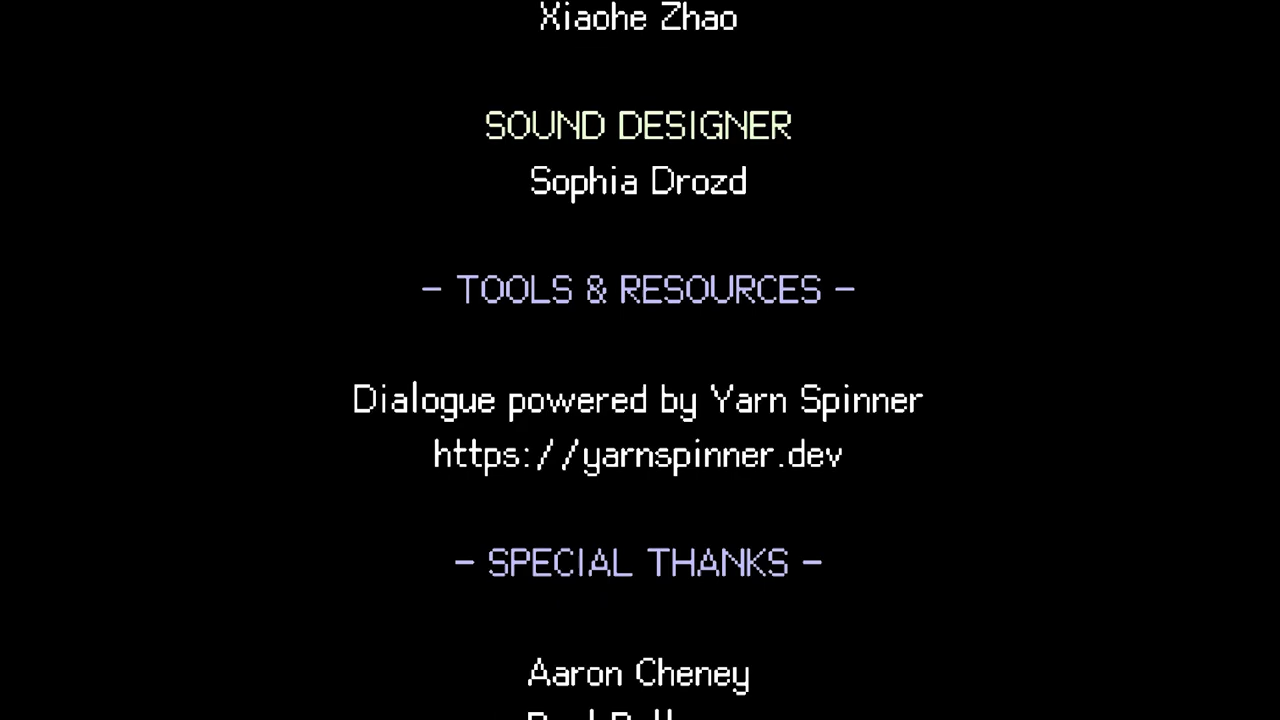 Xiaohe Zhao
SOUND DESIGNER
Sophia Drozd
- TOOLS & RESOURCES -
Dialogue powered by Yarn Spinner
https://yarnspinner.dev
- SPECIAL THANKS -
Aaron Cheney